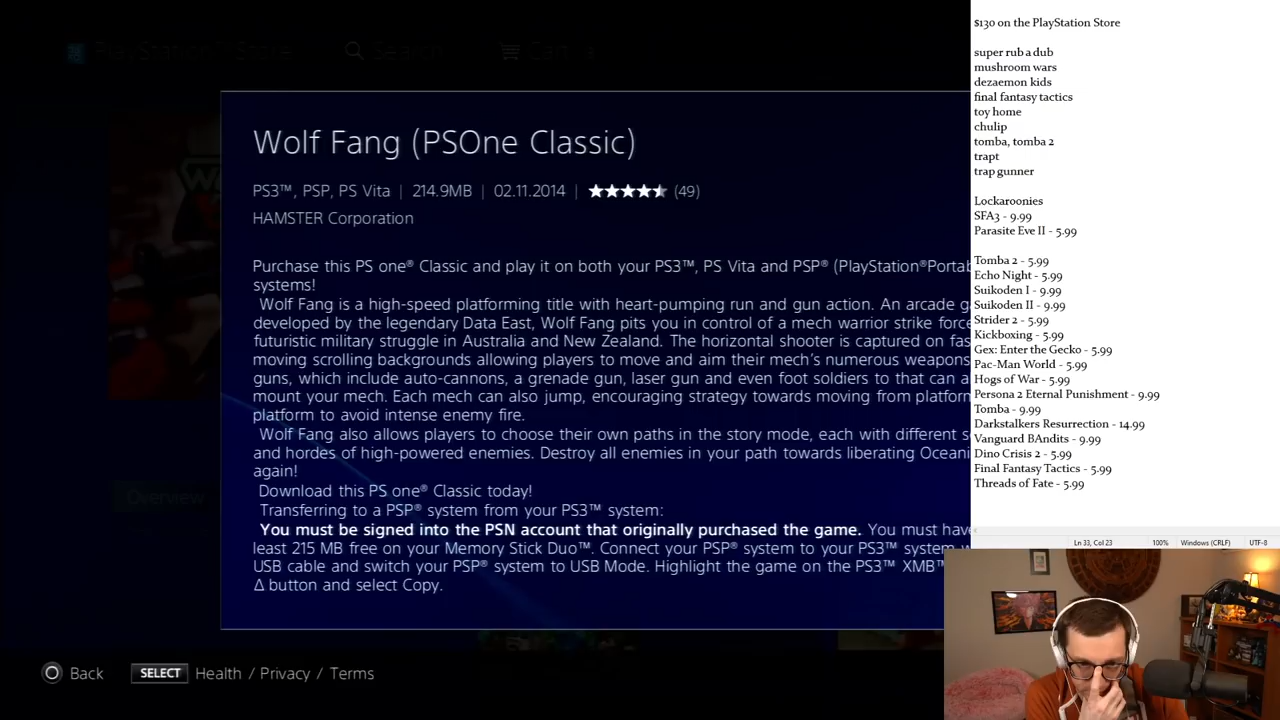 PlayStation™Store Search Cart
Wolf Fang (PSOne Classic)
PS3™, PSP, PS Vita | 214.9MB | 02.11.2014 | ★★★★★ (49)
HAMSTER Corporation
Purchase this PS one® Classic and play it on both your PS3™, PS Vita and PSP® (PlayStation®Portab
systems!
Wolf Fang is a high-speed platforming title with heart-pumping run and gun action. An arcade g
developed by the legendary Data East, Wolf Fang pits you in control of a mech warrior strike force
futuristic military struggle in Australia and New Zealand. The horizontal shooter is captured on fas
moving scrolling backgrounds allowing players to move and aim their mech's numerous weapons
guns, which include auto-cannons, a grenade gun, laser gun and even foot soldiers to that can a
mount your mech. Each mech can also jump, encouraging strategy towards moving from platform
platform to avoid intense enemy fire.
Wolf Fang also allows players to choose their own paths in the story mode, each with different s
and hordes of high-powered enemies. Destroy all enemies in your path towards liberating Oceani
again!
Download this PS one® Classic today!
Transferring to a PSP® system from your PS3™ system:
You must be signed into the PSN account that originally purchased the game. You must have
least 215 MB free on your Memory Stick Duo™. Connect your PSP® system to your PS3™ system w
USB cable and switch your PSP® system to USB Mode. Highlight the game on the PS3™ XMB™
Δ button and select Copy.
Overview
Back SELECT Health / Privacy / Terms
$130 on the PlayStation Store
super rub a dub
mushroom wars
dezaemon kids
final fantasy tactics
toy home
chulip
tomba, tomba 2
trapt
trap gunner
Lockaroonies
SFA3 - 9.99
Parasite Eve II - 5.99
Tomba 2 - 5.99
Echo Night - 5.99
Suikoden I - 9.99
Suikoden II - 9.99
Strider 2 - 5.99
Kickboxing - 5.99
Gex: Enter the Gecko - 5.99
Pac-Man World - 5.99
Hogs of War - 5.99
Persona 2 Eternal Punishment - 9.99
Tomba - 9.99
Darkstalkers Resurrection - 14.99
Vanguard BAndits - 9.99
Dino Crisis 2 - 5.99
Final Fantasy Tactics - 5.99
Threads of Fate - 5.99
Ln 33, Col 23 100% Windows (CRLF) UTF-8